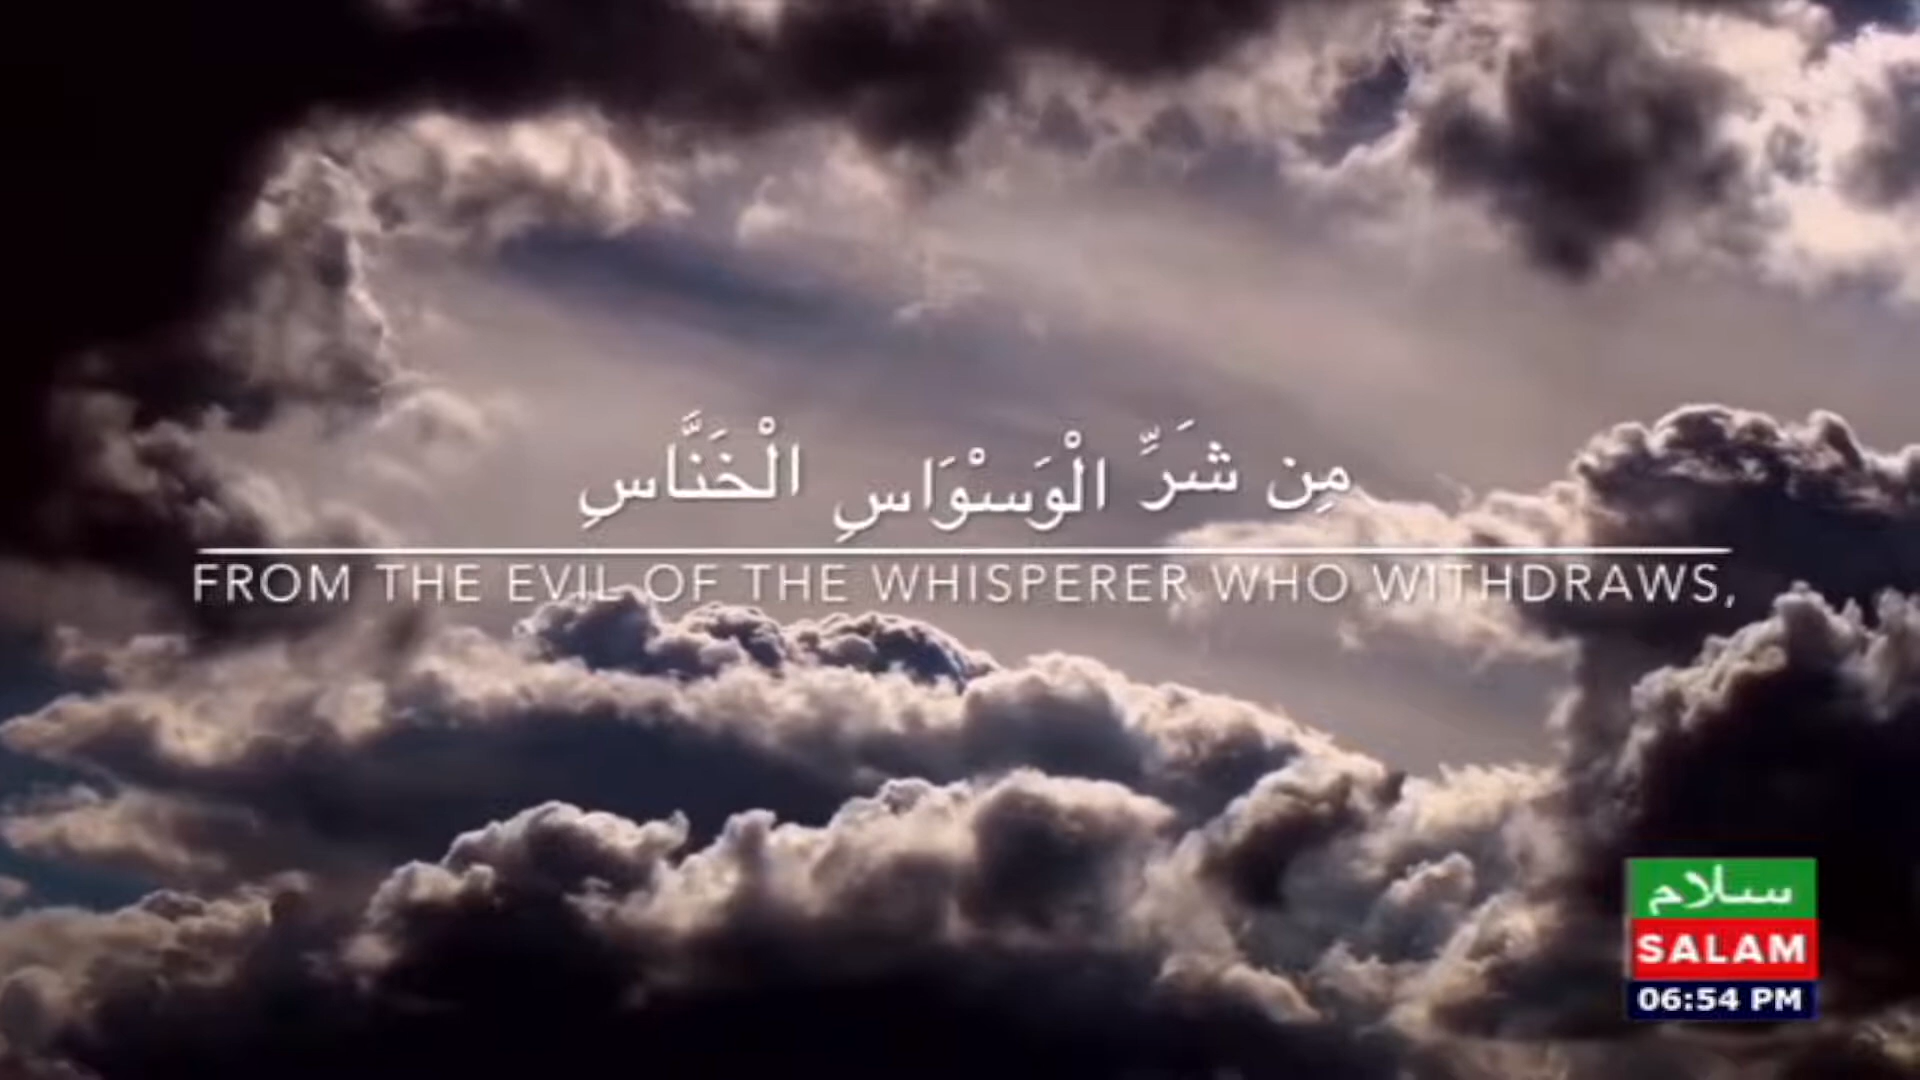 مِن شَرِّ الْوَسْوَاسِ الْخَنَّاسِ
FROM THE EVIL OF THE WHISPERER WHO WITHDRAWS,
سلام
SALAM
06:54 PM